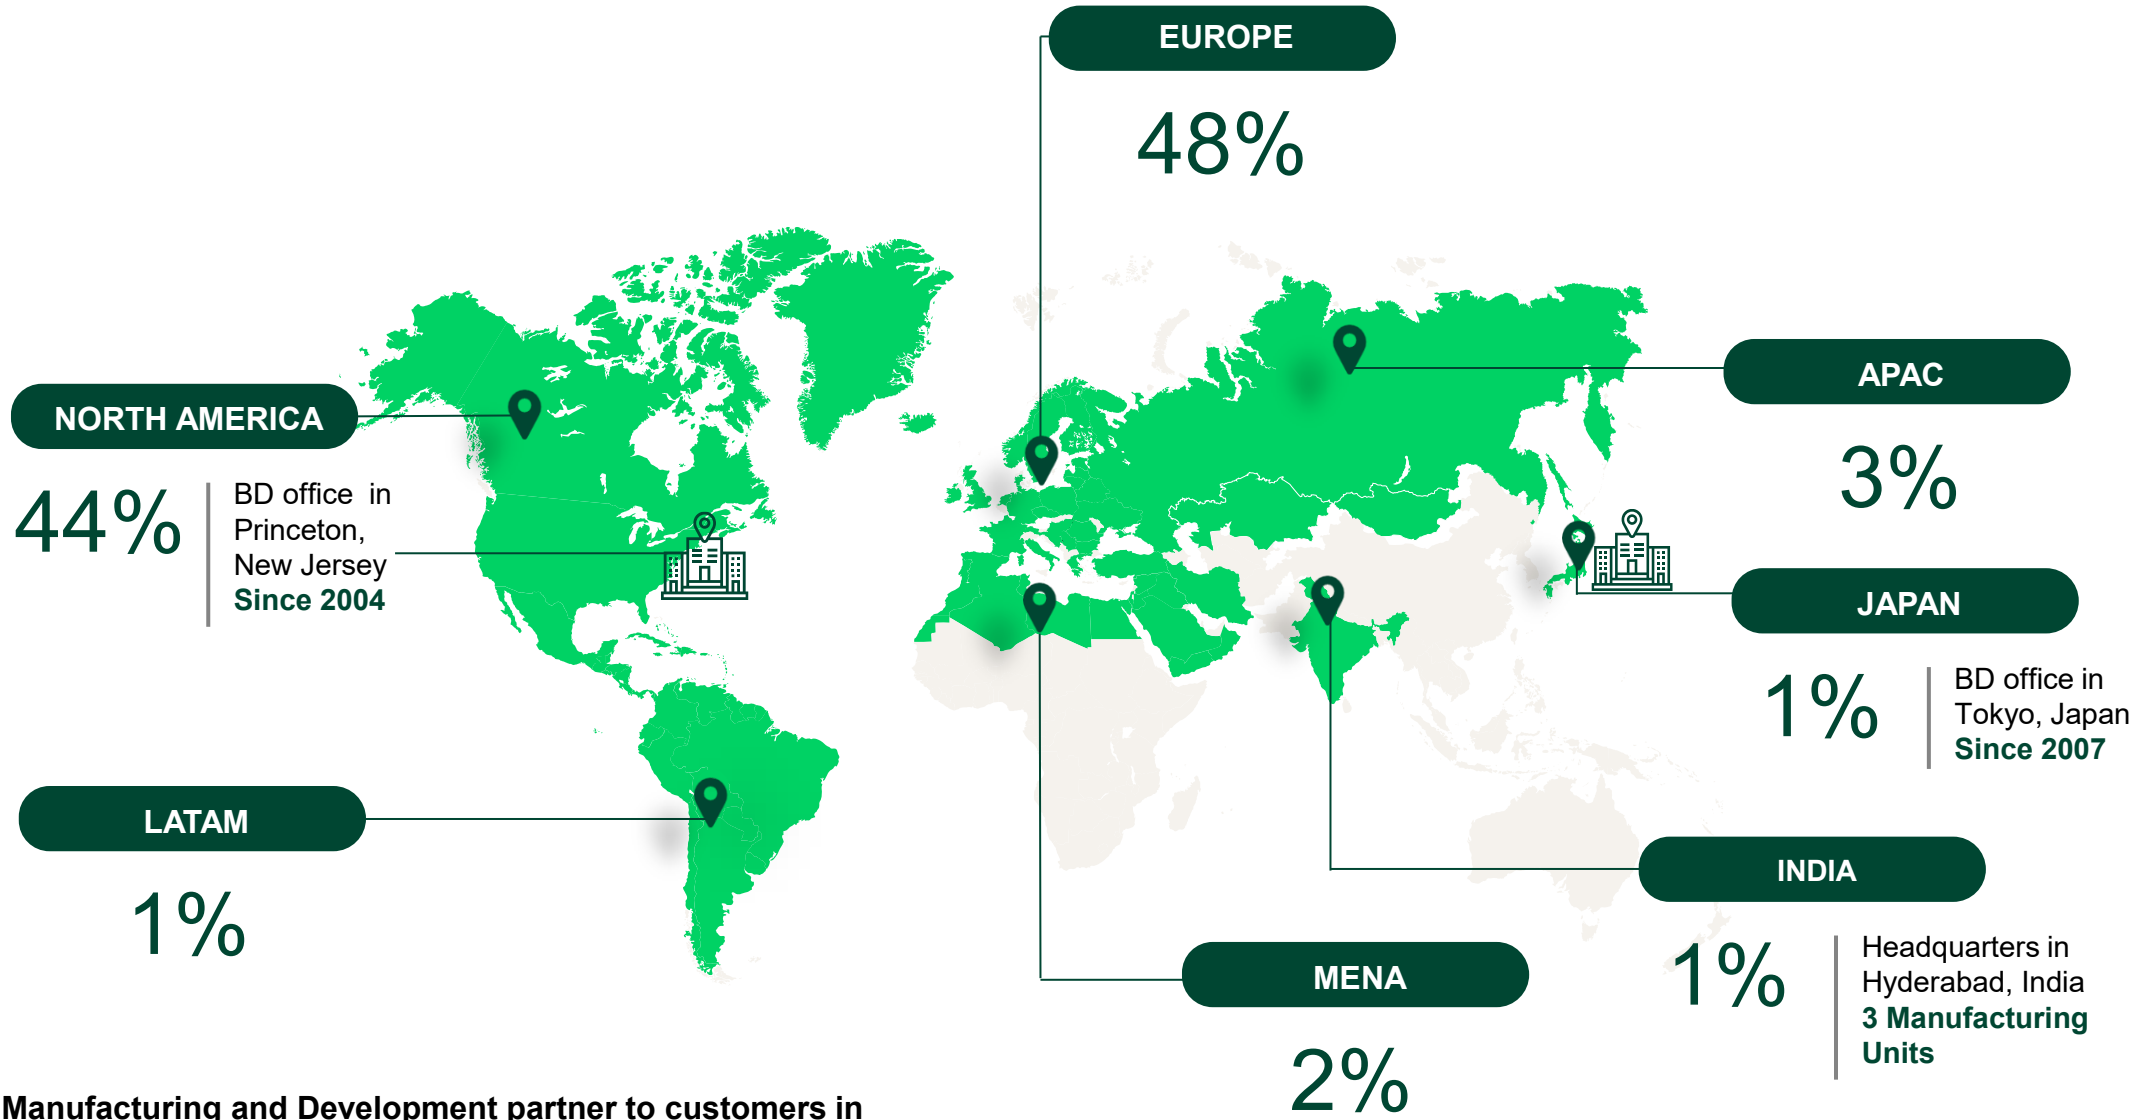 EUROPE
48%
NORTH AMERICA
44%
BD office in
Princeton,
New Jersey
Since 2004
APAC
3%
JAPAN
1%
BD office in
Tokyo, Japan
Since 2007
LATAM
1%
INDIA
1%
Headquarters in
Hyderabad, India
3 Manufacturing
Units
MENA
2%
Manufacturing and Development partner to customers in